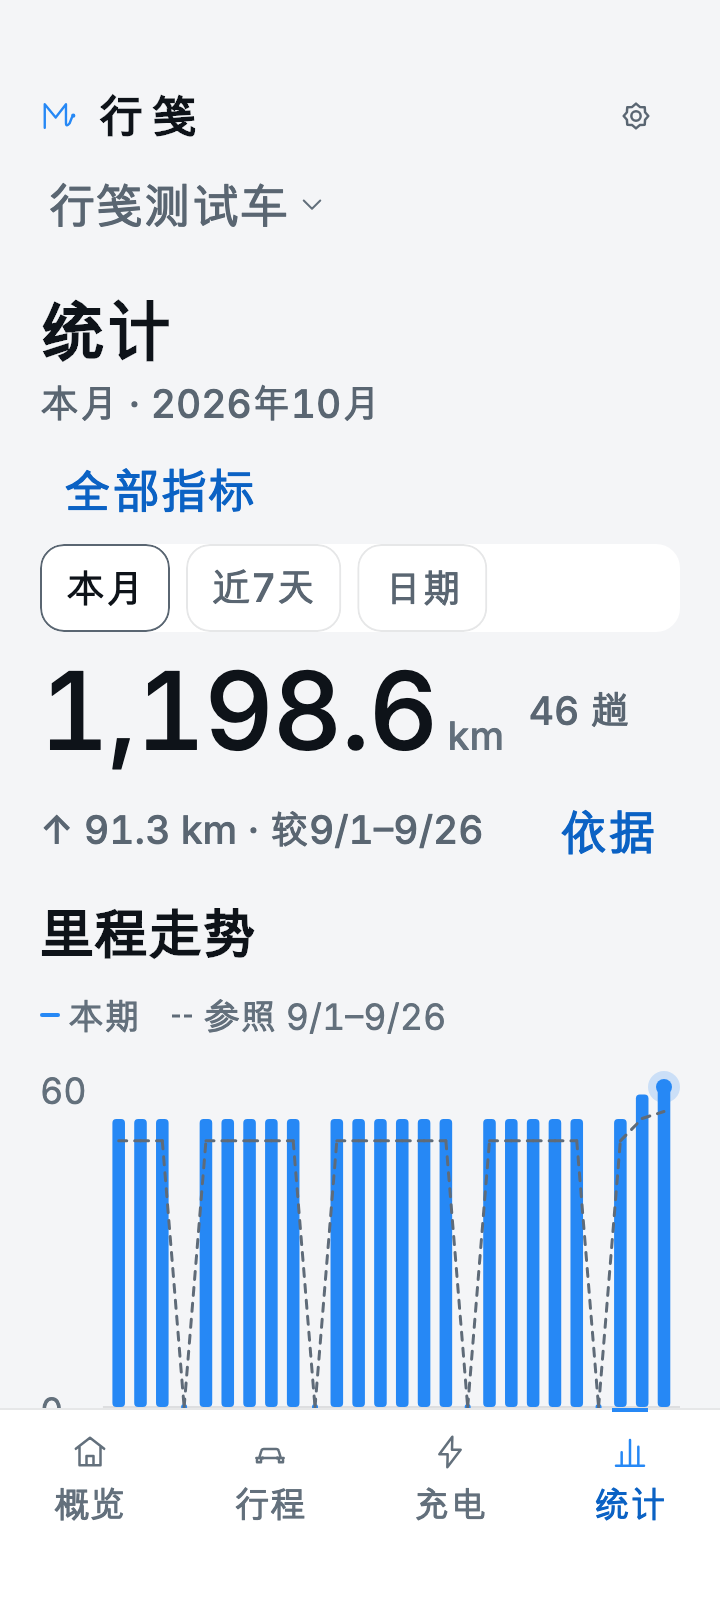 行笺
行笺测试车
统计
本月 · 2026年10月
全部指标
本月 近7天 日期
1,198.6 km 46 趟
↑ 91.3 km · 较9/1–9/26 依据
里程走势
本期 -- 参照 9/1–9/26
60
0
概览 行程 充电 统计